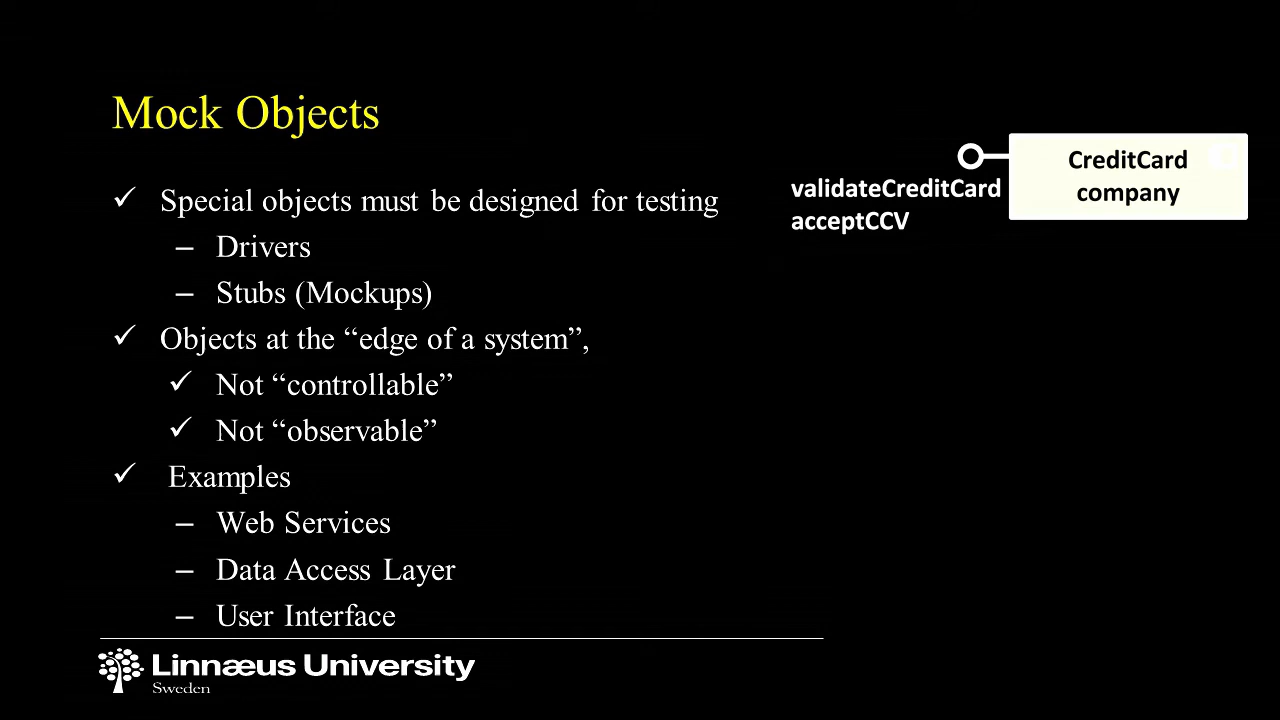 Mock Objects
✓ Special objects must be designed for testing
– Drivers
– Stubs (Mockups)
✓ Objects at the “edge of a system”,
✓ Not “controllable”
✓ Not “observable”
✓ Examples
– Web Services
– Data Access Layer
– User Interface
CreditCard
company
validateCreditCard
acceptCCV
Linnæus University
Sweden